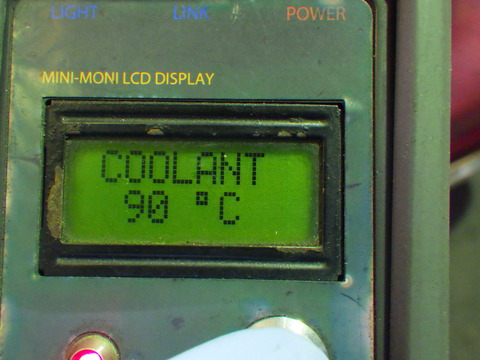 LIGHT LINK POWER
MINI-MONI LCD DISPLAY
COOLANT
90 °C